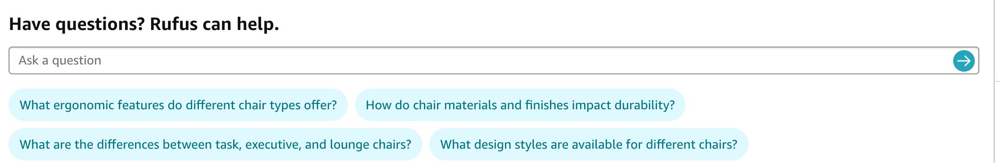 Have questions? Rufus can help.
Ask a question
What ergonomic features do different chair types offer?
How do chair materials and finishes impact durability?
What are the differences between task, executive, and lounge chairs?
What design styles are available for different chairs?